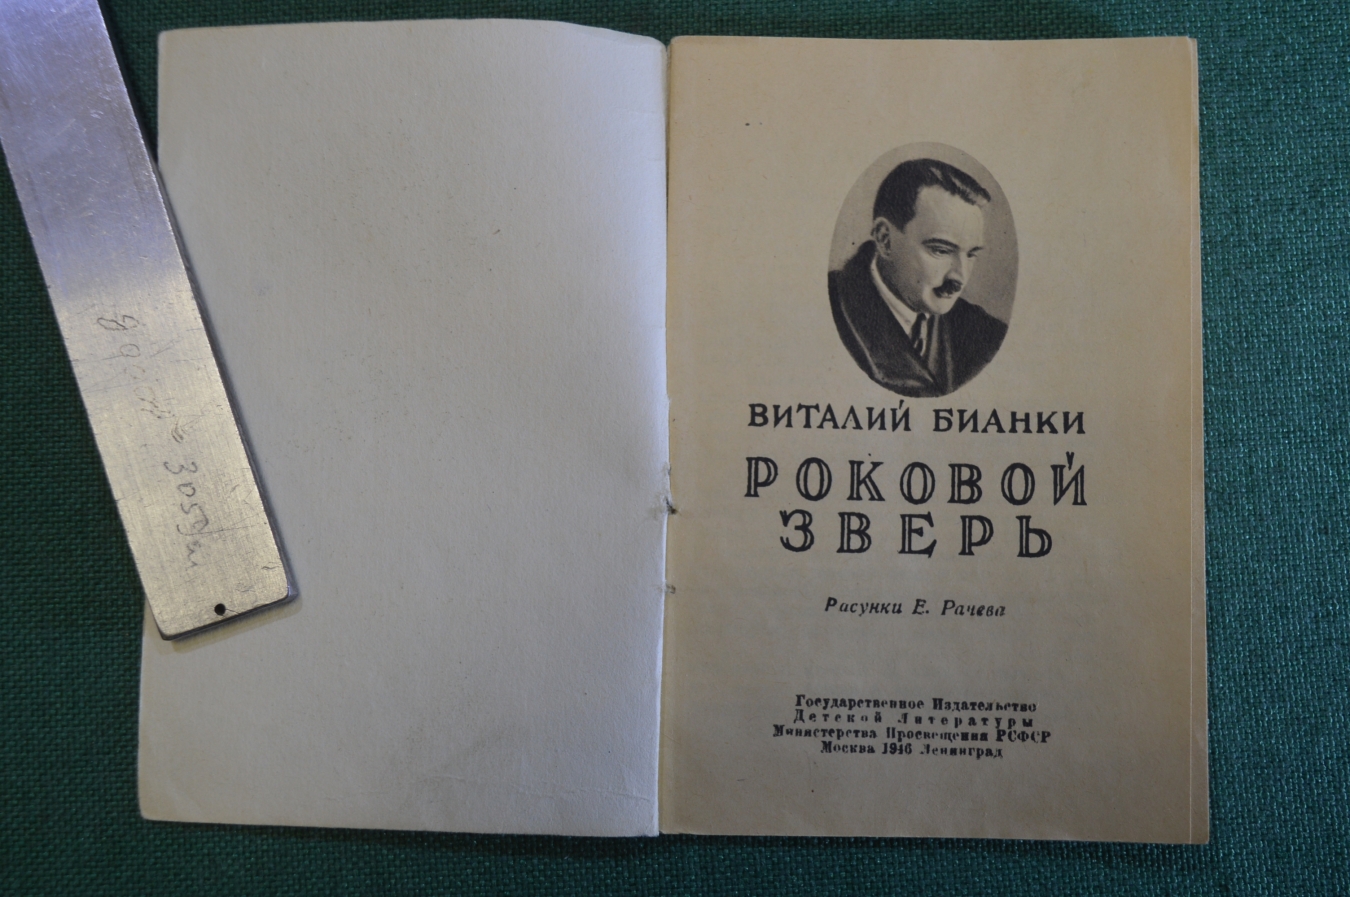 ВИТАЛИЙ БИАНКИ
РОКОВОЙ
ЗВЕРЬ
Рисунки Е. Рачева
Государственное Издательство
Детской Литературы
Министерства Просвещения РСФСР
Москва 1946 Ленинград